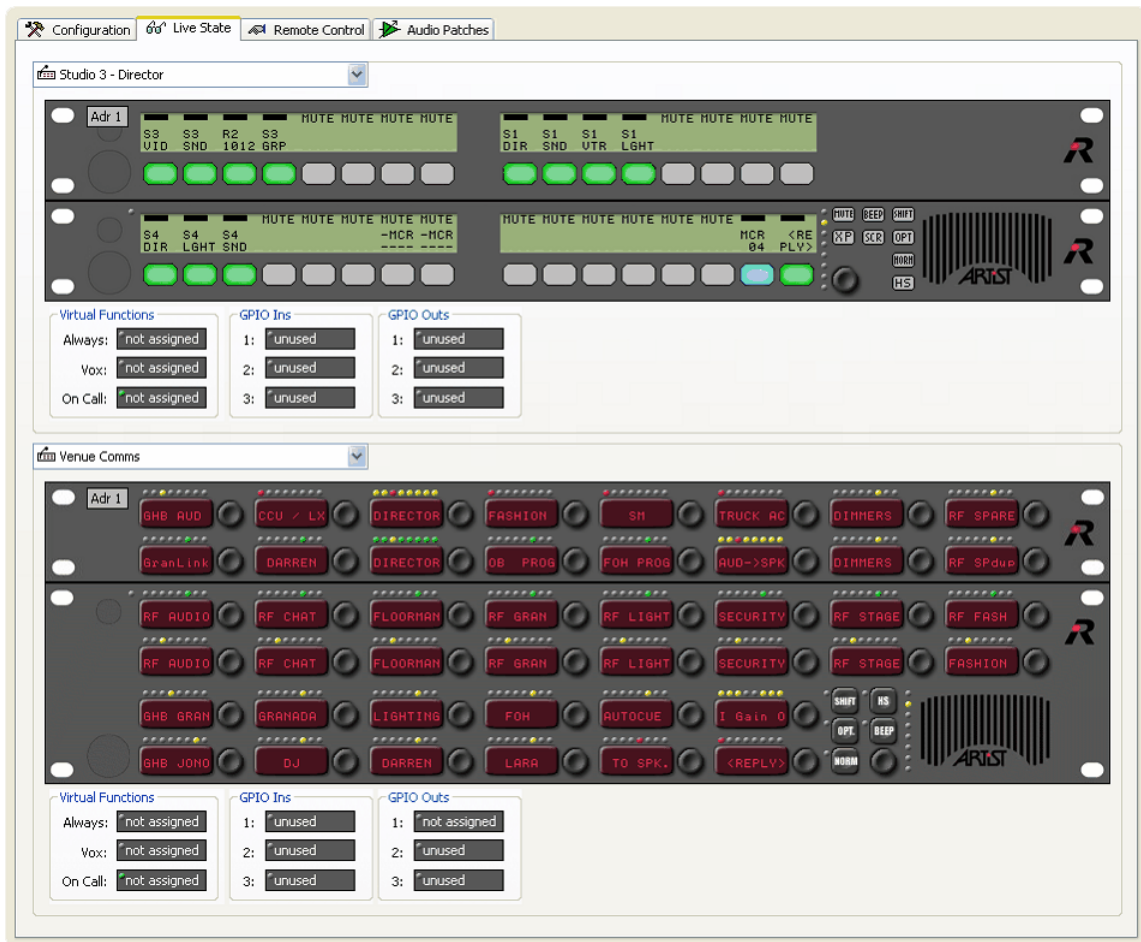 Configuration Live State Remote Control Audio Patches
Studio 3 - Director
Adr 1
MUTE MUTE MUTE MUTE MUTE MUTE MUTE MUTE
S3 S3 R2 S3 S1 S1 S1 S1
VID SND 1012 GRP DIR SND VTR LGHT
MUTE MUTE MUTE MUTE MUTE MUTE MUTE MUTE MUTE MUTE MUTE MUTE BEEP SHIFT
S4 S4 S4 -MCR -MCR MCR <RE XP SCR OPT
DIR LGHT SND ---- ---- 04 PLY>
NORM
HS
ARTIST
Virtual Functions GPIO Ins GPIO Outs
Always: not assigned 1: unused 1: unused
Vox: not assigned 2: unused 2: unused
On Call: not assigned 3: unused 3: unused
Venue Comms
Adr 1
GHB AUD CCU / LX DIRECTOR FASHION SM TRUCK AC DIMMERS RF SPARE
GranLink DARREN DIRECTOR OB PROG FOH PROG AUD->SPK DIMMERS RF SPdup
RF AUDIO RF CHAT FLOORMAN RF GRAN RF LIGHT SECURITY RF STAGE RF FASH
RF AUDIO RF CHAT FLOORMAN RF GRAN RF LIGHT SECURITY RF STAGE FASHION
GHB GRAN GRANADA LIGHTING FOH AUTOCUE I Gain O SHIFT HS
OPT. BEEP
GHB JONO DJ DARREN LARA TO SPK. <REPLY> NORM
ARTIST
Virtual Functions GPIO Ins GPIO Outs
Always: not assigned 1: unused 1: not assigned
Vox: not assigned 2: unused 2: unused
On Call: not assigned 3: unused 3: unused